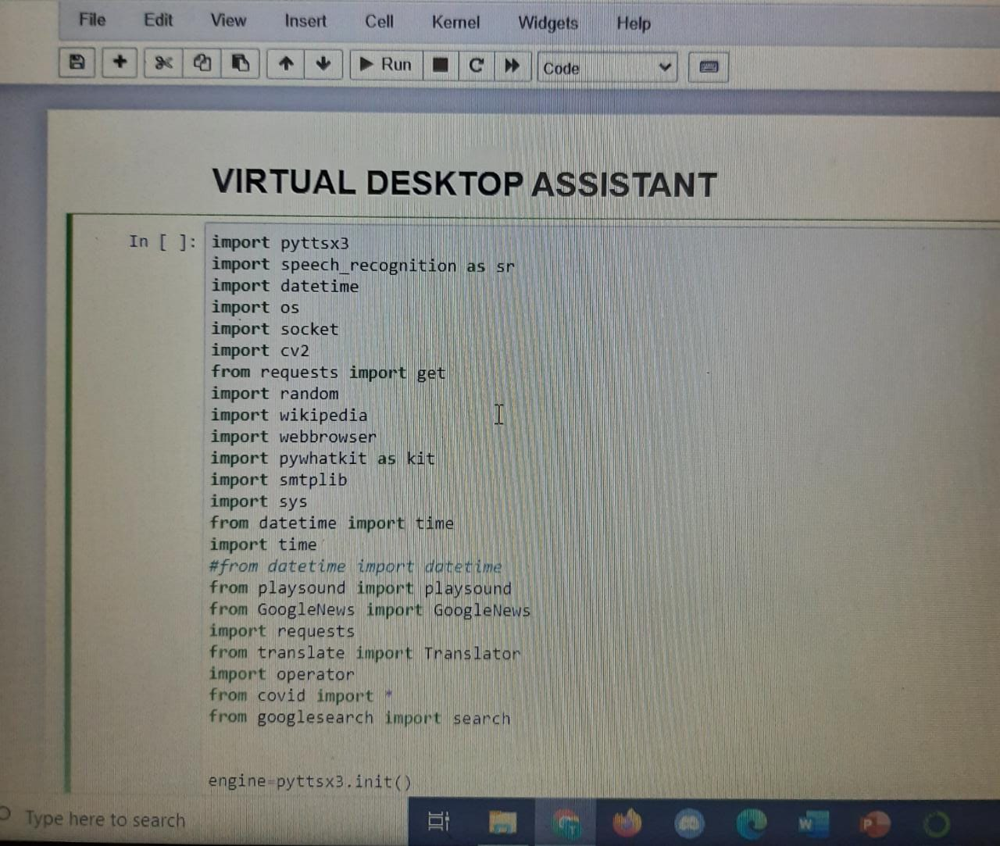 File Edit View Insert Cell Kernel Widgets Help
Run Code
VIRTUAL DESKTOP ASSISTANT
In [ ]: import pyttsx3
import speech_recognition as sr
import datetime
import os
import socket
import cv2
from requests import get
import random
import wikipedia
import webbrowser
import pywhatkit as kit
import smtplib
import sys
from datetime import time
import time
#from datetime import datetime
from playsound import playsound
from GoogleNews import GoogleNews
import requests
from translate import Translator
import operator
from covid import *
from googlesearch import search
engine=pyttsx3.init()
Type here to search